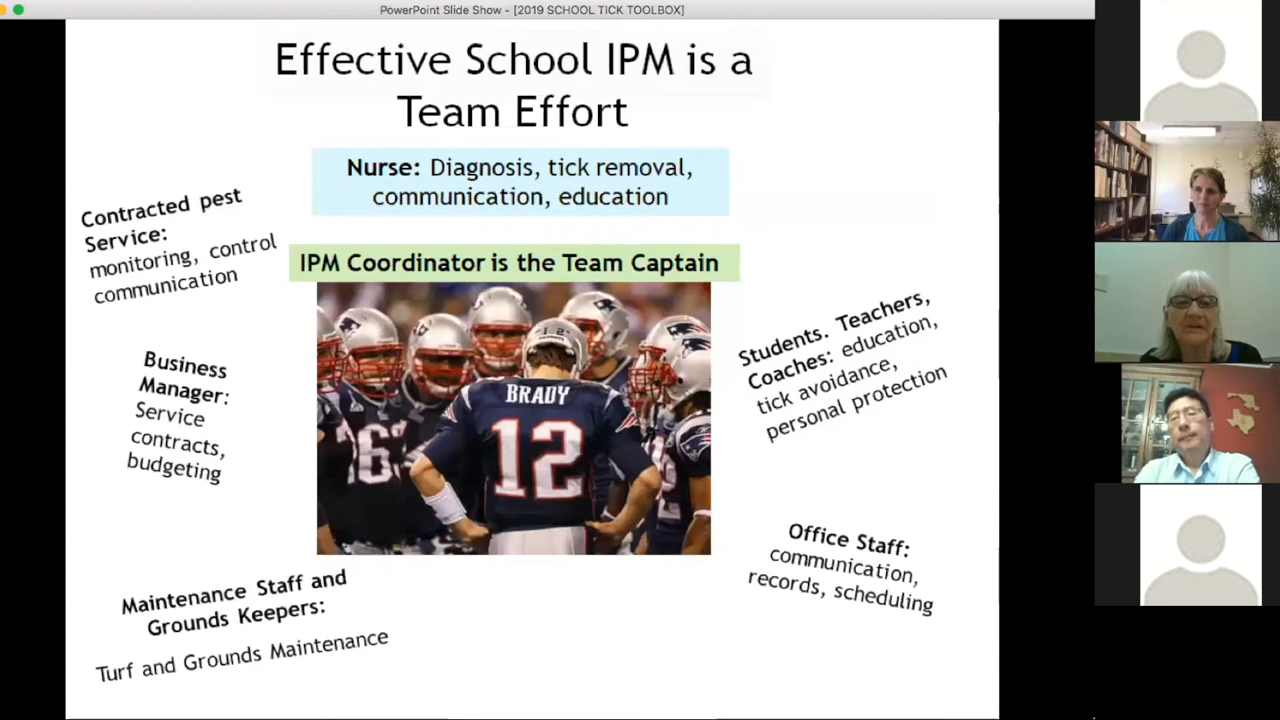 PowerPoint Slide Show - [2019 SCHOOL TICK TOOLBOX]
Effective School IPM is a
Team Effort
Nurse: Diagnosis, tick removal,
communication, education
Contracted pest
Service:
monitoring, control
communication
IPM Coordinator is the Team Captain
BRADY
12
12
76
Students. Teachers,
Coaches: education,
tick avoidance,
personal protection
Business
Manager:
Service
contracts,
budgeting
Office Staff:
communication,
records, scheduling
Maintenance Staff and
Grounds Keepers:
Turf and Grounds Maintenance